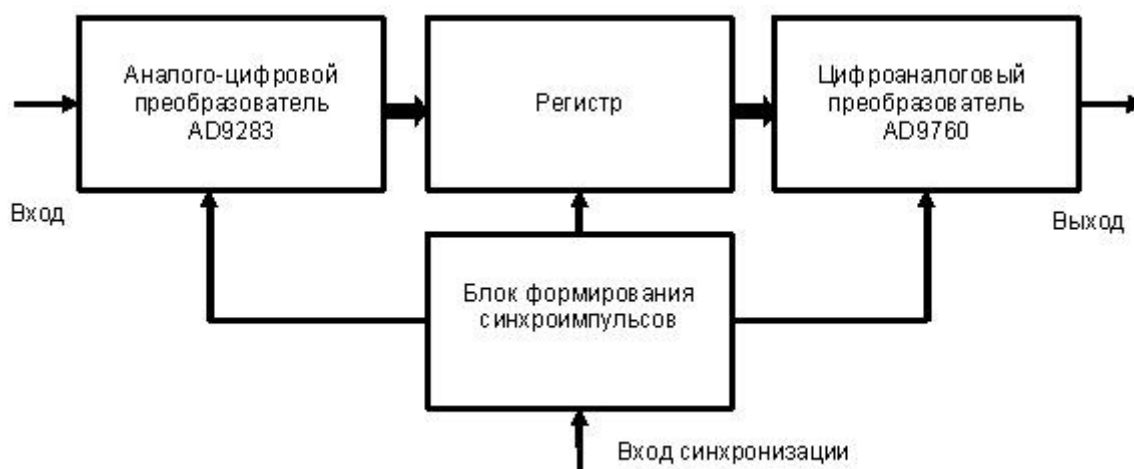 Аналого-цифровой
преобразователь
AD9283
Регистр
Цифроаналоговый
преобразователь
AD9760
Вход
Выход
Блок формирования
синхроимпульсов
Вход синхронизации